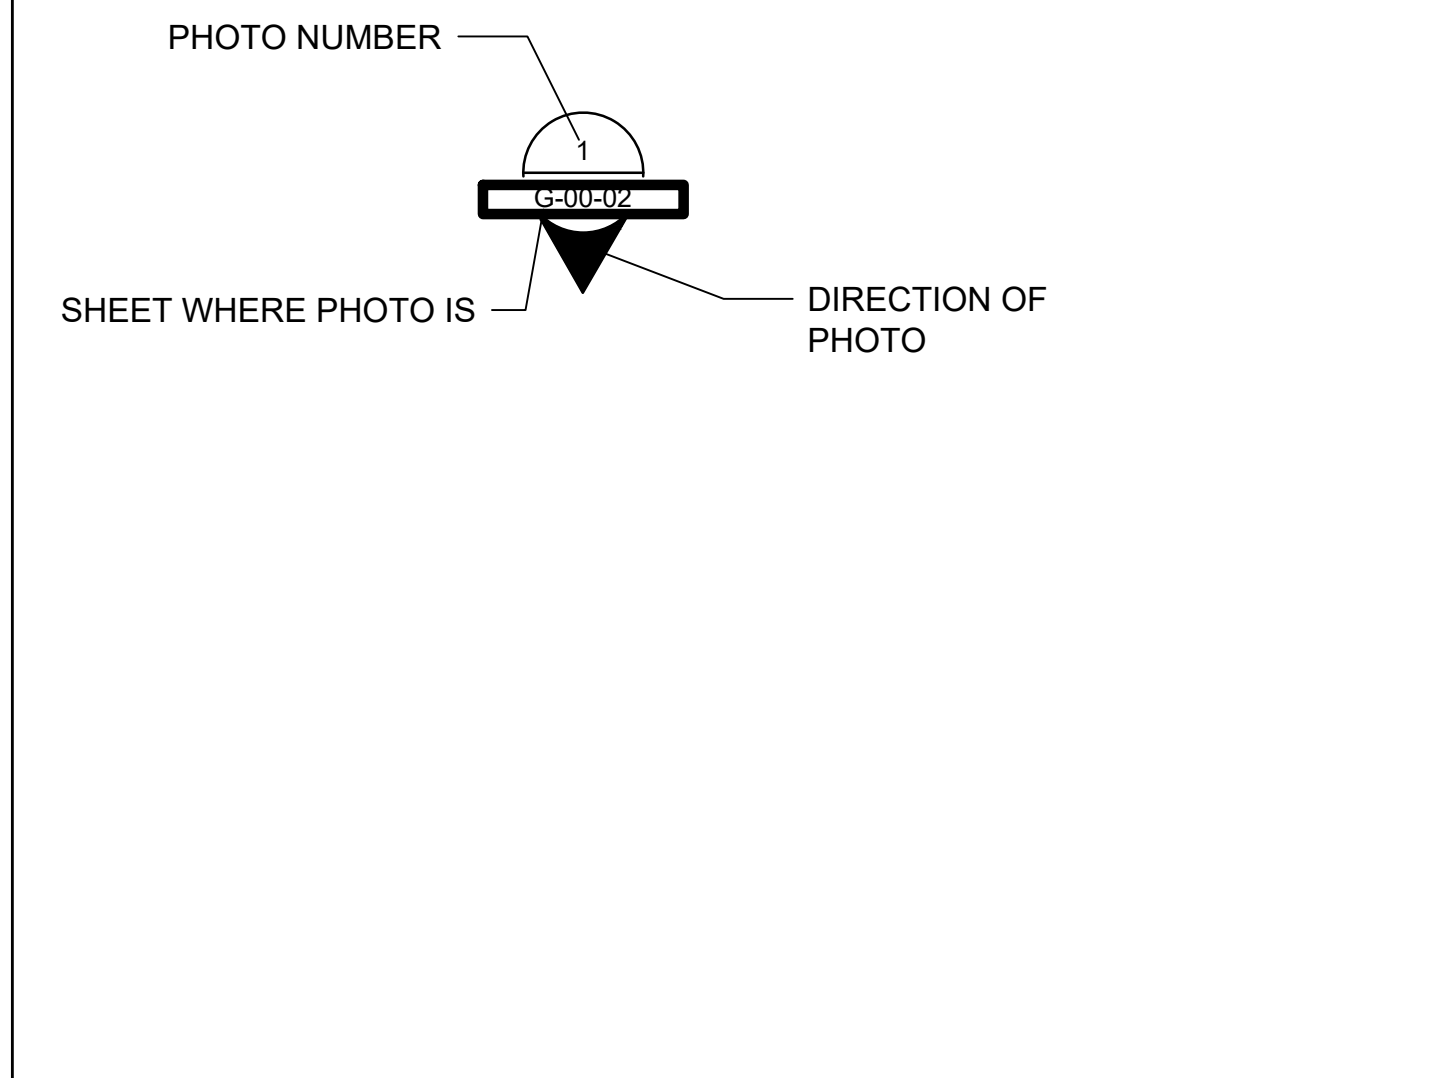 PHOTO NUMBER
1
G-00-02
SHEET WHERE PHOTO IS
DIRECTION OF
PHOTO